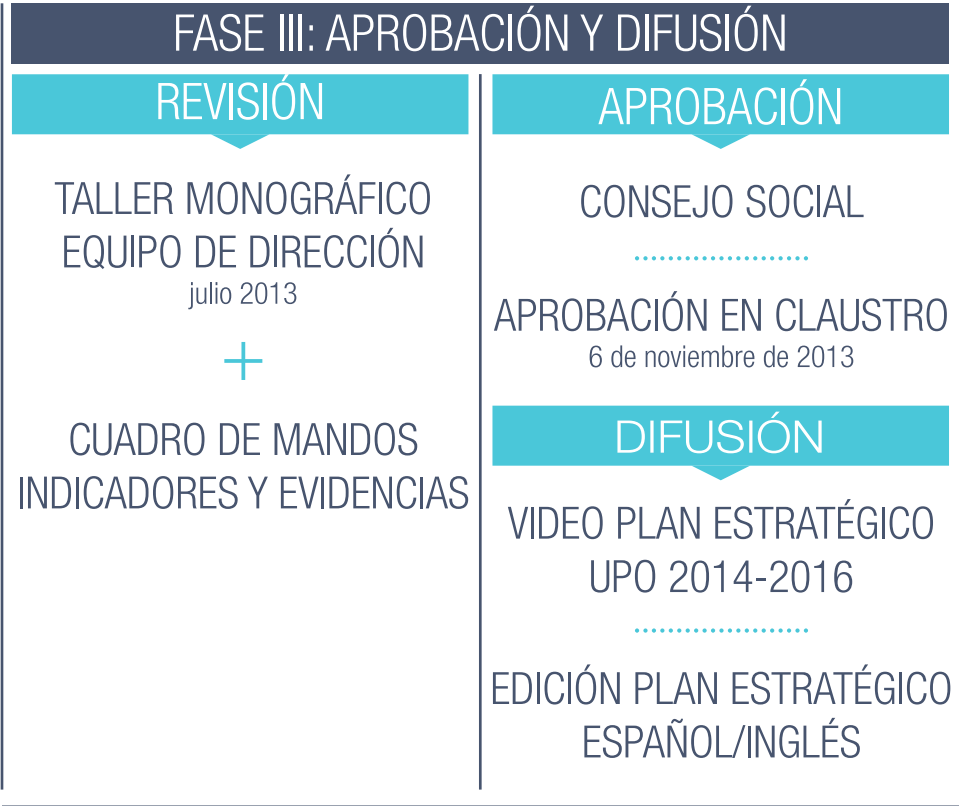 FASE III: APROBACIÓN Y DIFUSIÓN
REVISIÓN
TALLER MONOGRÁFICO
EQUIPO DE DIRECCIÓN
julio 2013
+
CUADRO DE MANDOS
INDICADORES Y EVIDENCIAS
APROBACIÓN
CONSEJO SOCIAL
APROBACIÓN EN CLAUSTRO
6 de noviembre de 2013
DIFUSIÓN
VIDEO PLAN ESTRATÉGICO
UPO 2014-2016
EDICIÓN PLAN ESTRATÉGICO
ESPAÑOL/INGLÉS